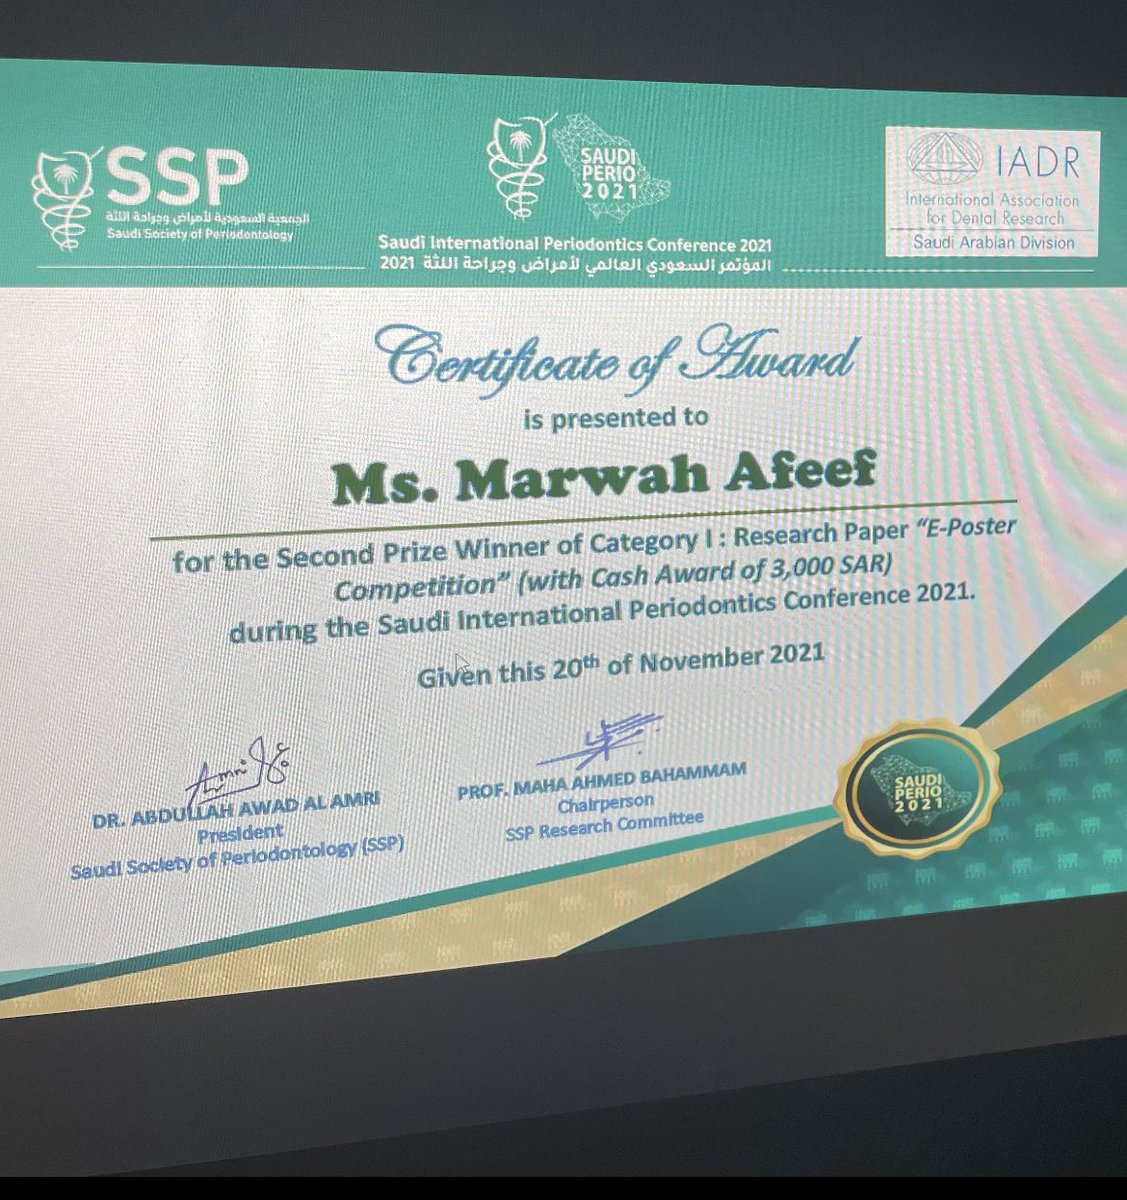 SSP
الجمعية السعودية لأمراض وجراحة اللثة
Saudi Society of Periodontology
SAUDI
PERIO
2021
Saudi International Periodontics Conference 2021
المؤتمر السعودي العالمي لأمراض وجراحة اللثة 2021
IADR
International Association
for Dental Research
Saudi Arabian Division
Certificate of Award
is presented to
Ms. Marwah Afeef
for the Second Prize Winner of Category I : Research Paper “E-Poster
Competition” (with Cash Award of 3,000 SAR)
during the Saudi International Periodontics Conference 2021.
Given this 20th of November 2021
Amri
DR. ABDULLAH AWAD AL AMRI
President
Saudi Society of Periodontology (SSP)
PROF. MAHA AHMED BAHAMMAM
Chairperson
SSP Research Committee
SAUDI
PERIO
2021